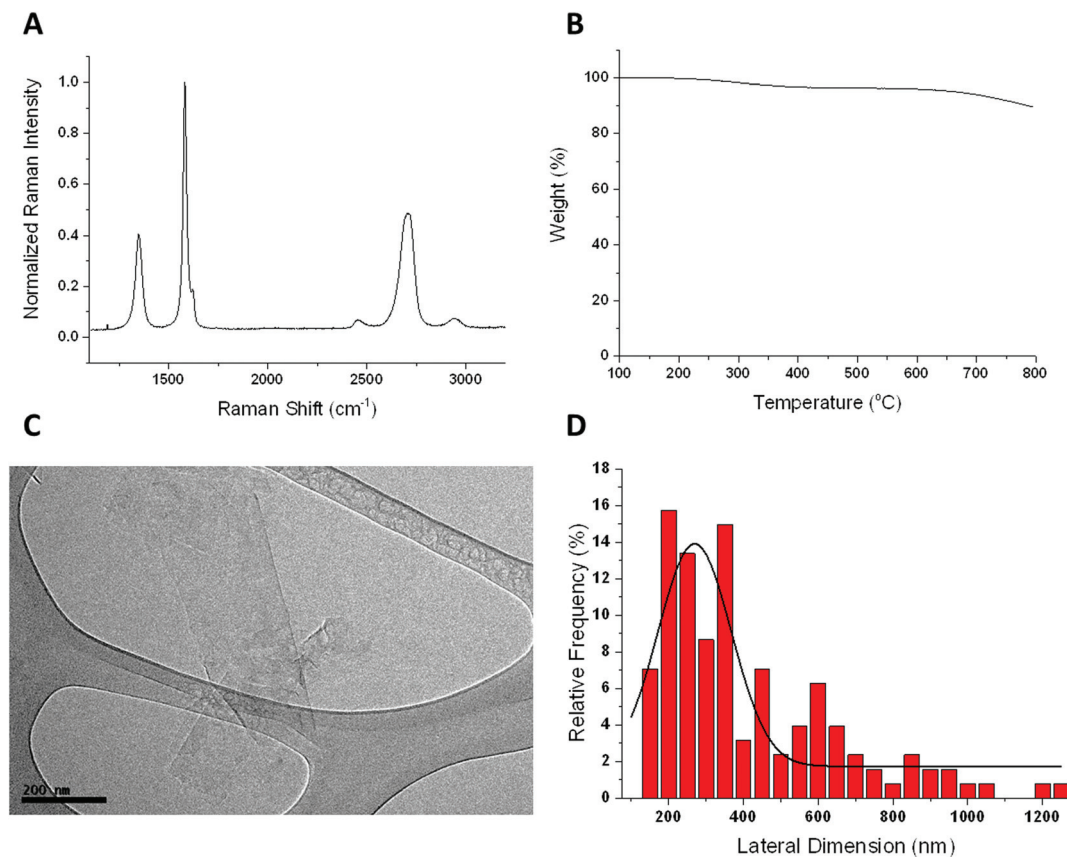 A
Normalized Raman Intensity
1.0
0.8
0.6
0.4
0.2
0.0
1500 2000 2500 3000
Raman Shift (cm⁻¹)
B
Weight (%)
100
80
60
40
20
0
100 200 300 400 500 600 700 800
Temperature (⁰C)
C
200 nm
D
Relative Frequency (%)
18
16
14
12
10
8
6
4
2
0
200 400 600 800 1000 1200
Lateral Dimension (nm)